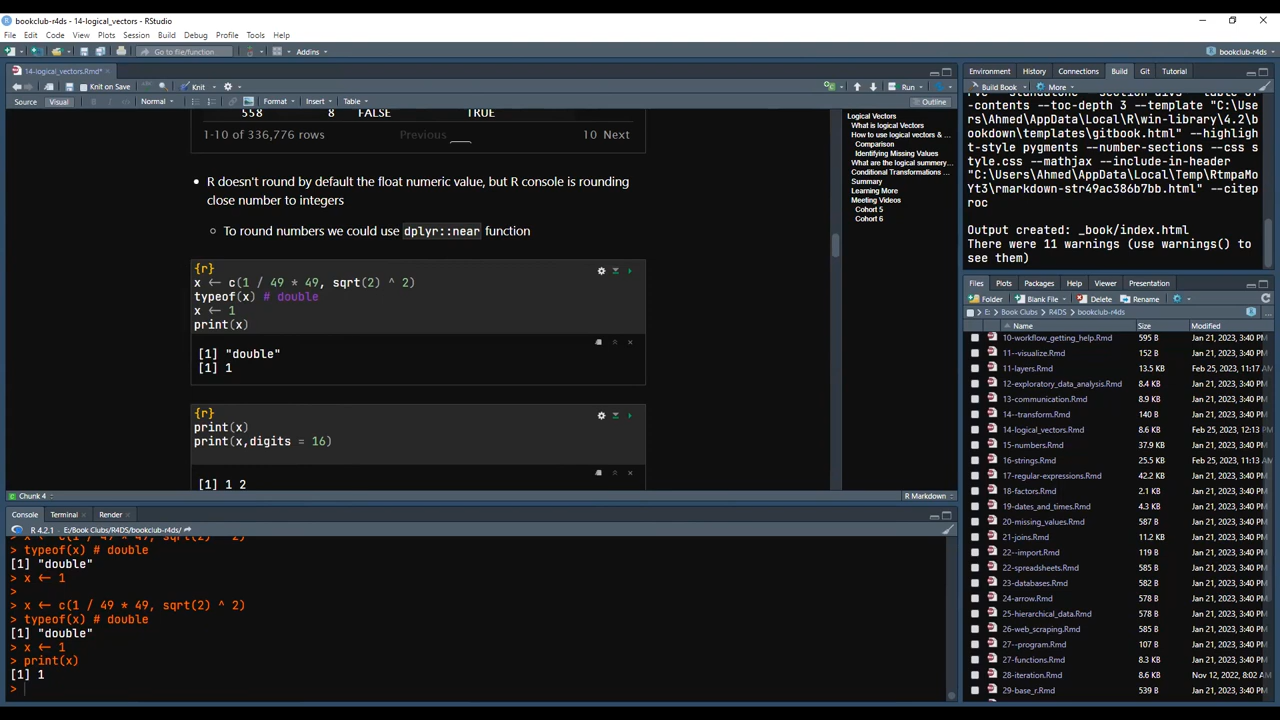 bookclub-r4ds - 14-logical_vectors - RStudio
File Edit Code View Plots Session Build Debug Profile Tools Help
Go to file/function Addins bookclub-r4ds
14-logical_vectors.Rmd*
Knit on Save Knit Run
Source Visual B I Normal Format Insert Table Outline
558 8 FALSE TRUE
1-10 of 336,776 rows Previous 10 Next
R doesn't round by default the float numeric value, but R console is rounding
close number to integers
To round numbers we could use dplyr::near function
{r}
x <- c(1 / 49 * 49, sqrt(2) ^ 2)
typeof(x) # double
x <- 1
print(x)
[1] "double"
[1] 1
{r}
print(x)
print(x,digits = 16)
[1] 1 2
Chunk 4 R Markdown
Logical Vectors
What is logical Vectors
How to use logical vectors & ...
Comparison
Identifying Missing Values
What are the logical summery...
Conditional Transformations ...
Summary
Learning More
Meeting Videos
Cohort 5
Cohort 6
Console Terminal Render
R 4.2.1 · E:/Book Clubs/R4DS/bookclub-r4ds/
> x <- c(1 / 49 * 49, sqrt(2) ^ 2)
> typeof(x) # double
[1] "double"
> x <- 1
>
> x <- c(1 / 49 * 49, sqrt(2) ^ 2)
> typeof(x) # double
[1] "double"
> x <- 1
> print(x)
[1] 1
>
Environment History Connections Build Git Tutorial
Build Book More
-contents --toc-depth 3 --template "C:\Use
rs\Ahmed\AppData\Local\R\win-library\4.2\b
ookdown\templates\gitbook.html" --highligh
t-style pygments --number-sections --css s
tyle.css --mathjax --include-in-header
"C:\Users\Ahmed\AppData\Local\Temp\RtmpaMo
Yt3\rmarkdown-str49ac386b7bb.html" --citep
roc
Output created: _book/index.html
There were 11 warnings (use warnings() to
see them)
Files Plots Packages Help Viewer Presentation
Folder Blank File Delete Rename
E: Book Clubs R4DS bookclub-r4ds
Name Size Modified
10-workflow_getting_help.Rmd 595 B Jan 21, 2023, 3:40 PM
11--visualize.Rmd 152 B Jan 21, 2023, 3:40 PM
11-layers.Rmd 13.5 KB Feb 25, 2023, 11:17 AM
12-exploratory_data_analysis.Rmd 8.4 KB Jan 21, 2023, 3:40 PM
13-communication.Rmd 8.9 KB Jan 21, 2023, 3:40 PM
14--transform.Rmd 140 B Jan 21, 2023, 3:40 PM
14-logical_vectors.Rmd 8.6 KB Feb 25, 2023, 12:13 PM
15-numbers.Rmd 37.9 KB Jan 21, 2023, 3:40 PM
16-strings.Rmd 25.5 KB Feb 25, 2023, 11:13 AM
17-regular-expressions.Rmd 42.2 KB Jan 21, 2023, 3:40 PM
18-factors.Rmd 2.1 KB Jan 21, 2023, 3:40 PM
19-dates_and_times.Rmd 4.3 KB Jan 21, 2023, 3:40 PM
20-missing_values.Rmd 587 B Jan 21, 2023, 3:40 PM
21-joins.Rmd 11.2 KB Jan 21, 2023, 3:40 PM
22--import.Rmd 119 B Jan 21, 2023, 3:40 PM
22-spreadsheets.Rmd 585 B Jan 21, 2023, 3:40 PM
23-databases.Rmd 582 B Jan 21, 2023, 3:40 PM
24-arrow.Rmd 578 B Jan 21, 2023, 3:40 PM
25-hierarchical_data.Rmd 578 B Jan 21, 2023, 3:40 PM
26-web_scraping.Rmd 579 B Jan 21, 2023, 3:40 PM
27--program.Rmd 107 B Jan 21, 2023, 3:40 PM
27-functions.Rmd 8.3 KB Jan 21, 2023, 3:40 PM
28-iteration.Rmd 8.6 KB Nov 12, 2022, 8:02 AM
29-base_r.Rmd 539 B Jan 21, 2023, 3:40 PM